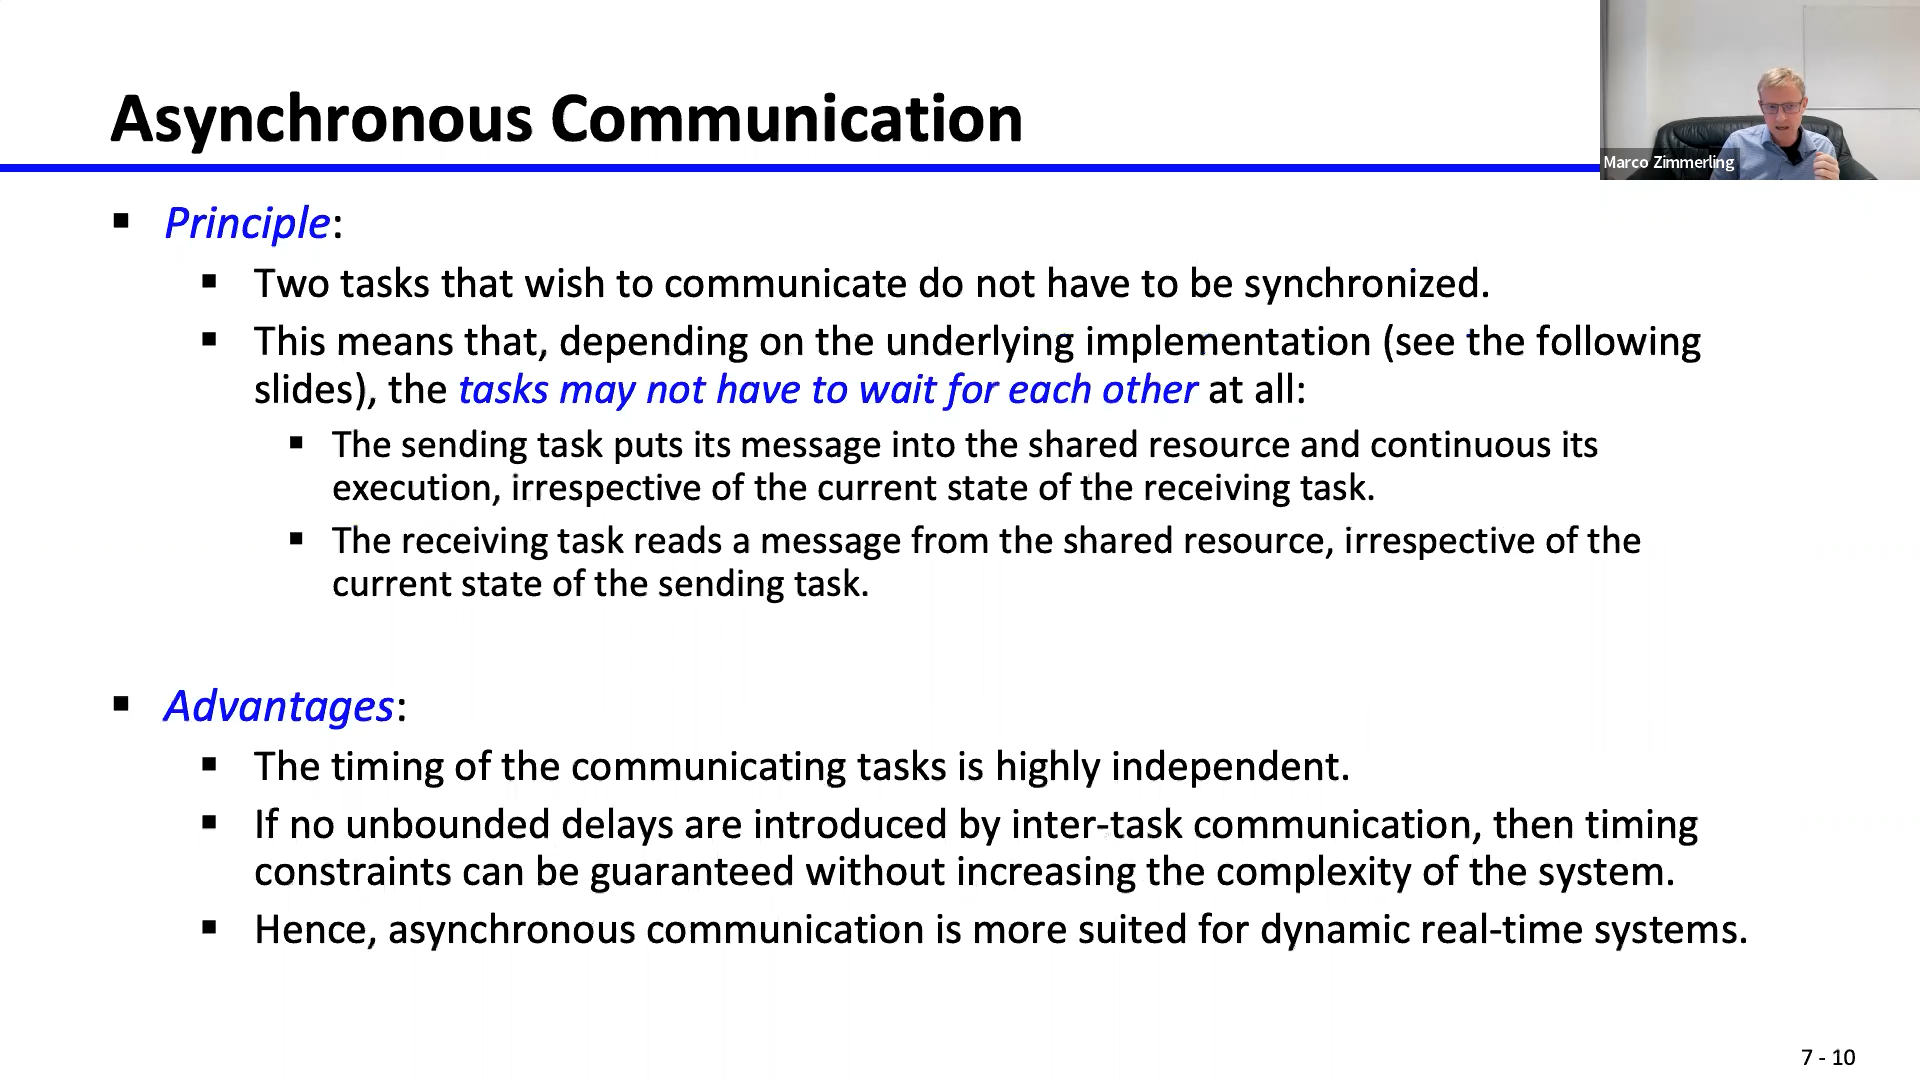 Asynchronous Communication
Marco Zimmerling
▪ Principle:
▪ Two tasks that wish to communicate do not have to be synchronized.
▪ This means that, depending on the underlying implementation (see the following
slides), the tasks may not have to wait for each other at all:
▪ The sending task puts its message into the shared resource and continuous its
execution, irrespective of the current state of the receiving task.
▪ The receiving task reads a message from the shared resource, irrespective of the
current state of the sending task.
▪ Advantages:
▪ The timing of the communicating tasks is highly independent.
▪ If no unbounded delays are introduced by inter-task communication, then timing
constraints can be guaranteed without increasing the complexity of the system.
▪ Hence, asynchronous communication is more suited for dynamic real-time systems.
7 - 10